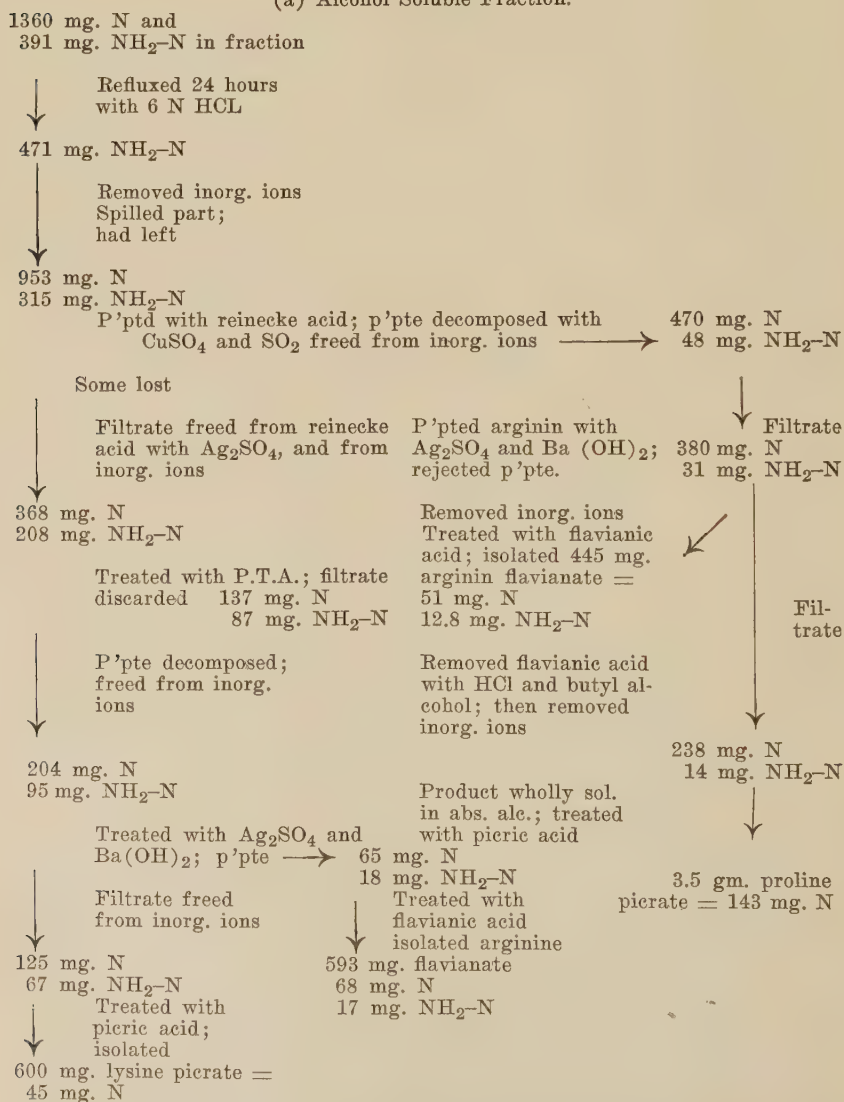 (a) Alcohol Soluble Fraction.
1360 mg. N and
391 mg. NH₂–N in fraction
Refluxed 24 hours
with 6 N HCL
471 mg. NH₂–N
Removed inorg. ions
Spilled part;
had left
953 mg. N
315 mg. NH₂–N
P'ptd with reinecke acid; p'pte decomposed with
CuSO₄ and SO₂ freed from inorg. ions
470 mg. N
48 mg. NH₂–N
Some lost
Filtrate freed from reinecke
acid with Ag₂SO₄, and from
inorg. ions
P'pted arginin with
Ag₂SO₄ and Ba (OH)₂;
rejected p'pte.
Filtrate
380 mg. N
31 mg. NH₂–N
368 mg. N
208 mg. NH₂–N
Removed inorg. ions
Treated with flavianic
acid; isolated 445 mg.
arginin flavianate =
51 mg. N
12.8 mg. NH₂–N
Treated with P.T.A.; filtrate
discarded 137 mg. N
87 mg. NH₂–N
Fil-
trate
P'pte decomposed;
freed from inorg.
ions
Removed flavianic acid
with HCl and butyl al-
cohol; then removed
inorg. ions
238 mg. N
14 mg. NH₂–N
204 mg. N
95 mg. NH₂–N
Product wholly sol.
in abs. alc.; treated
with picric acid
Treated with Ag₂SO₄ and
Ba(OH)₂; p'pte
65 mg. N
18 mg. NH₂–N
3.5 gm. proline
picrate = 143 mg. N
Filtrate freed
from inorg. ions
Treated with
flavianic acid
isolated arginine
125 mg. N
67 mg. NH₂–N
593 mg. flavianate
68 mg. N
17 mg. NH₂–N
Treated with
picric acid;
isolated
600 mg. lysine picrate =
45 mg. N